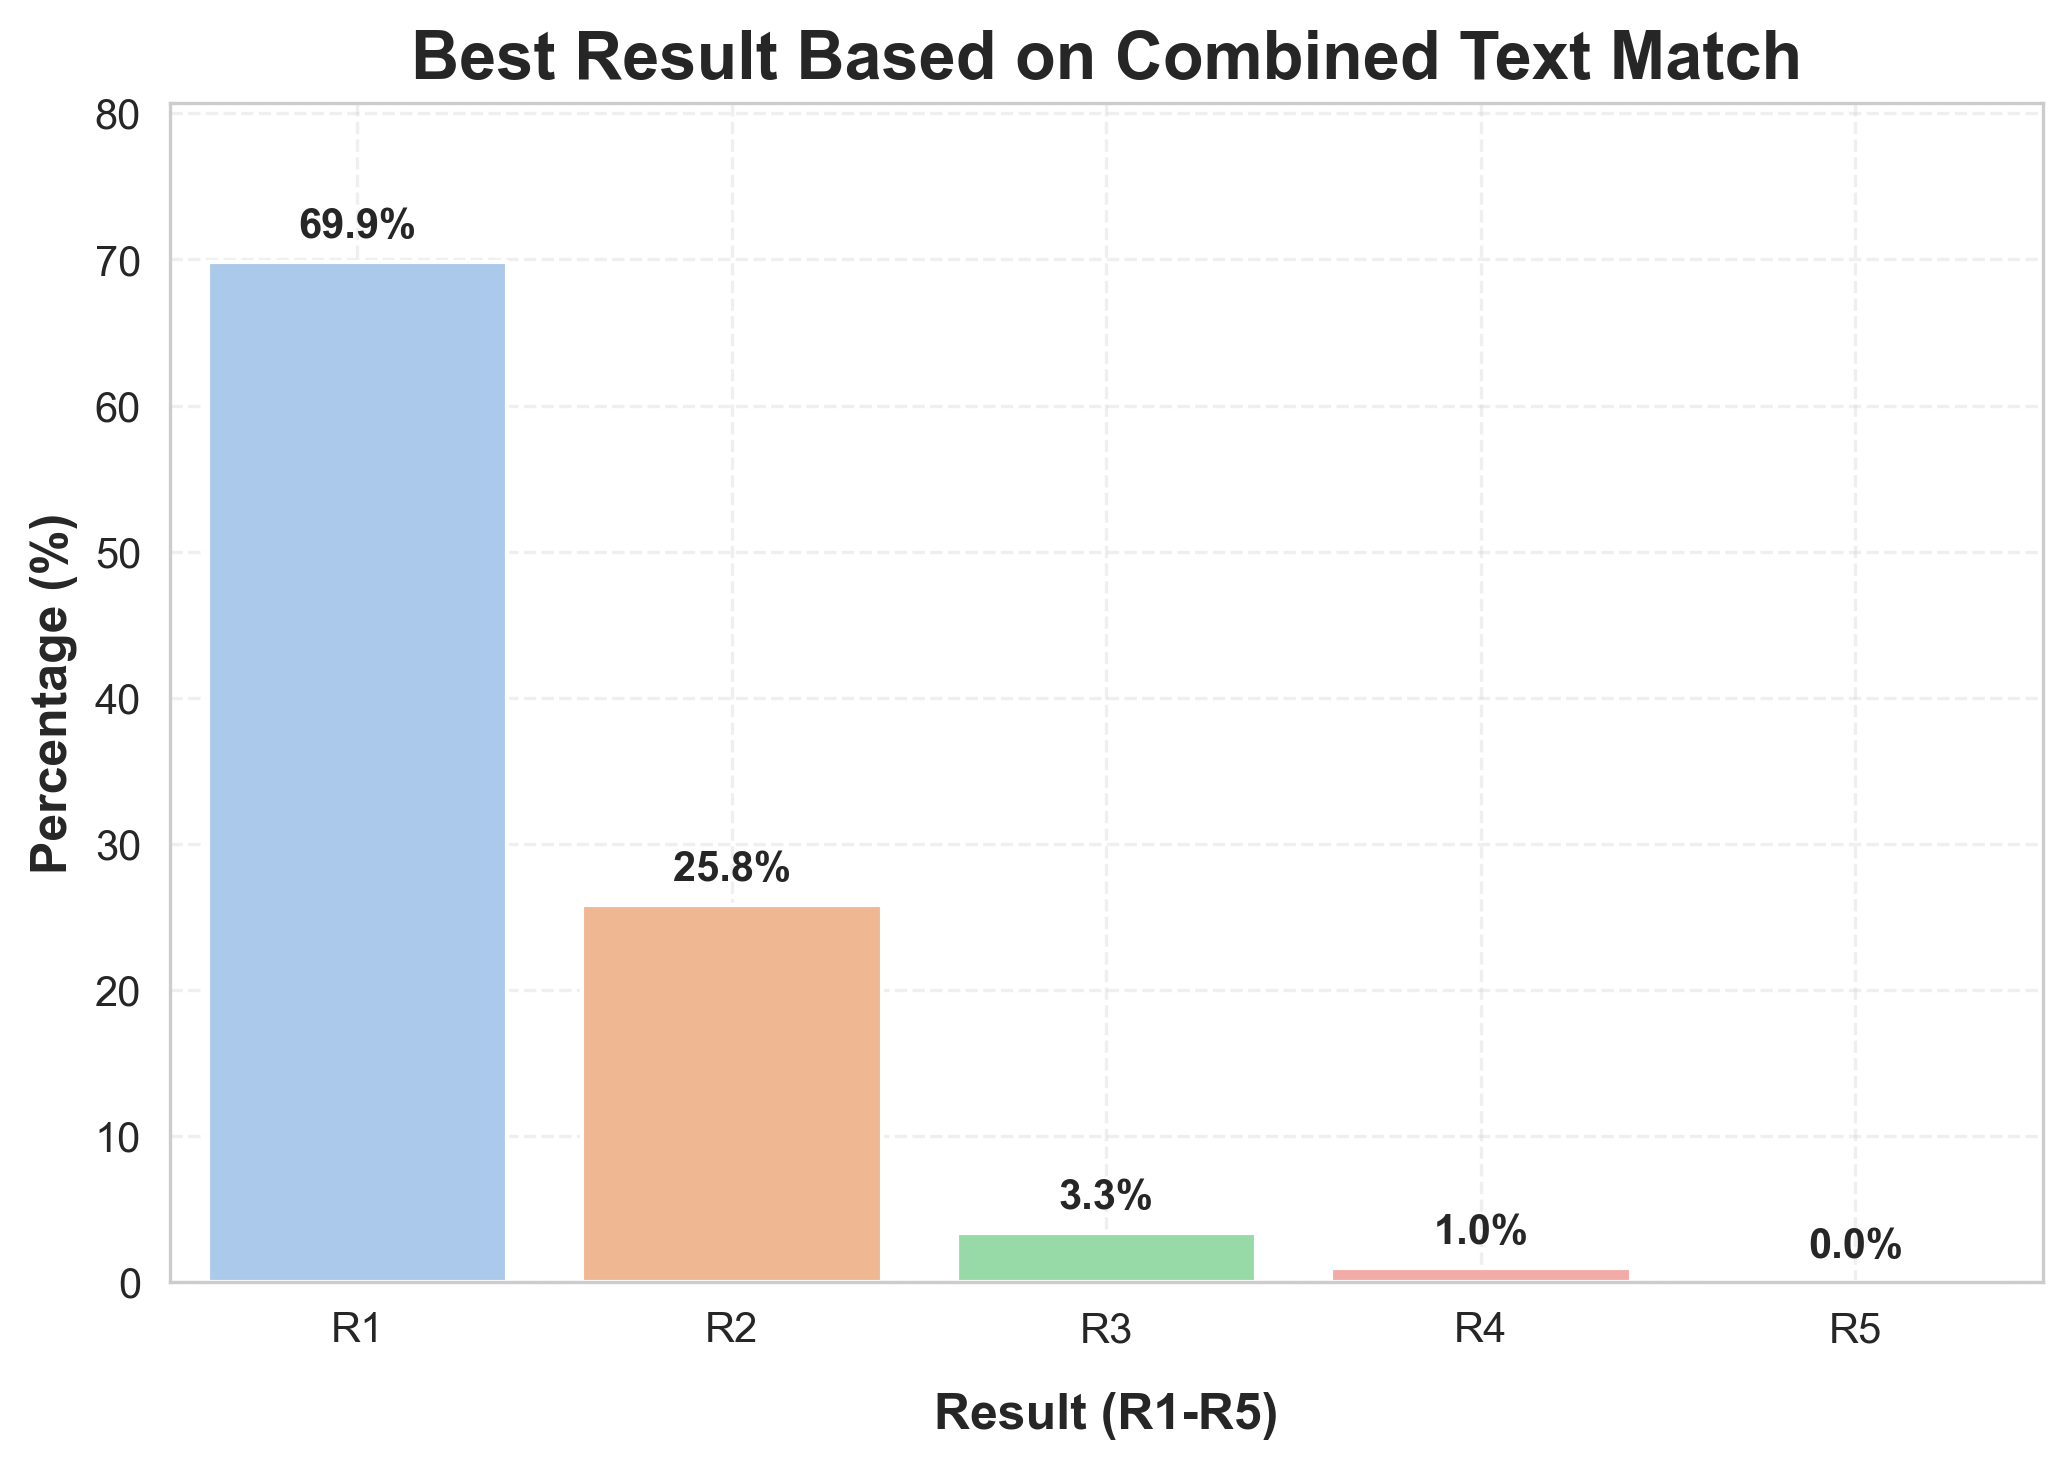 Best Result Based on Combined Text Match
80
70
60
50
40
30
20
10
0
Percentage (%)
69.9%
25.8%
3.3%
1.0%
0.0%
R1
R2
R3
R4
R5
Result (R1-R5)